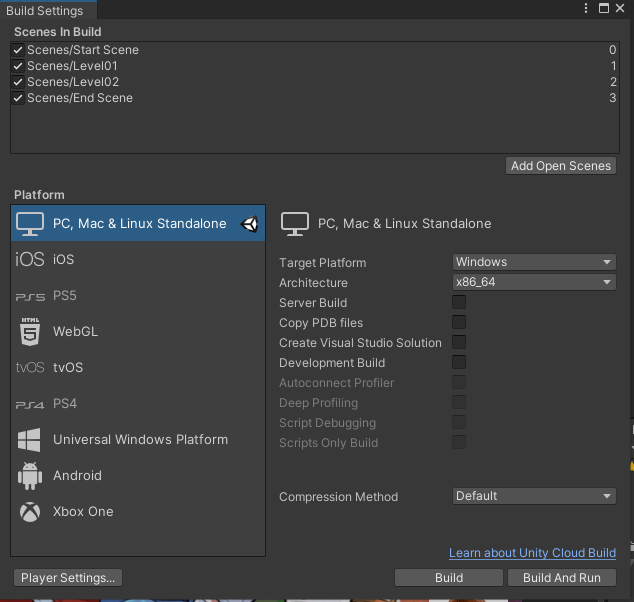 Build Settings
Scenes In Build
Scenes/Start Scene 0
Scenes/Level01 1
Scenes/Level02 2
Scenes/End Scene 3
Add Open Scenes
Platform
PC, Mac & Linux Standalone
iOS iOS
PS5 PS5
HTML 5 WebGL
tvOS tvOS
PS4 PS4
Universal Windows Platform
Android
Xbox One
PC, Mac & Linux Standalone
Target Platform Windows
Architecture x86_64
Server Build
Copy PDB files
Create Visual Studio Solution
Development Build
Autoconnect Profiler
Deep Profiling
Script Debugging
Scripts Only Build
Compression Method Default
Learn about Unity Cloud Build
Player Settings... Build Build And Run